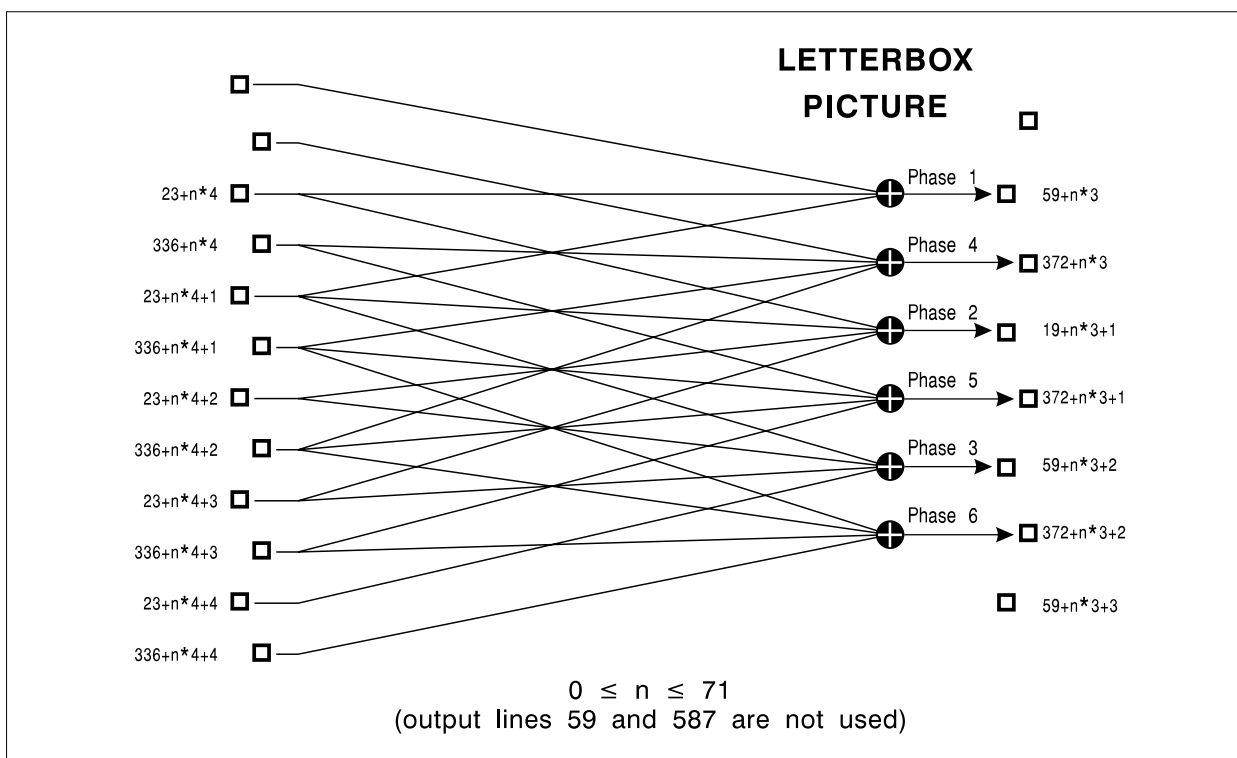 LETTERBOX
PICTURE
Phase 1
23+n*4
59+n*3
336+n*4
Phase 4
372+n*3
23+n*4+1
Phase 2
19+n*3+1
336+n*4+1
Phase 5
23+n*4+2
372+n*3+1
336+n*4+2
Phase 3
59+n*3+2
23+n*4+3
Phase 6
372+n*3+2
336+n*4+3
23+n*4+4
59+n*3+3
336+n*4+4
0 ≤ n ≤ 71
(output lines 59 and 587 are not used)